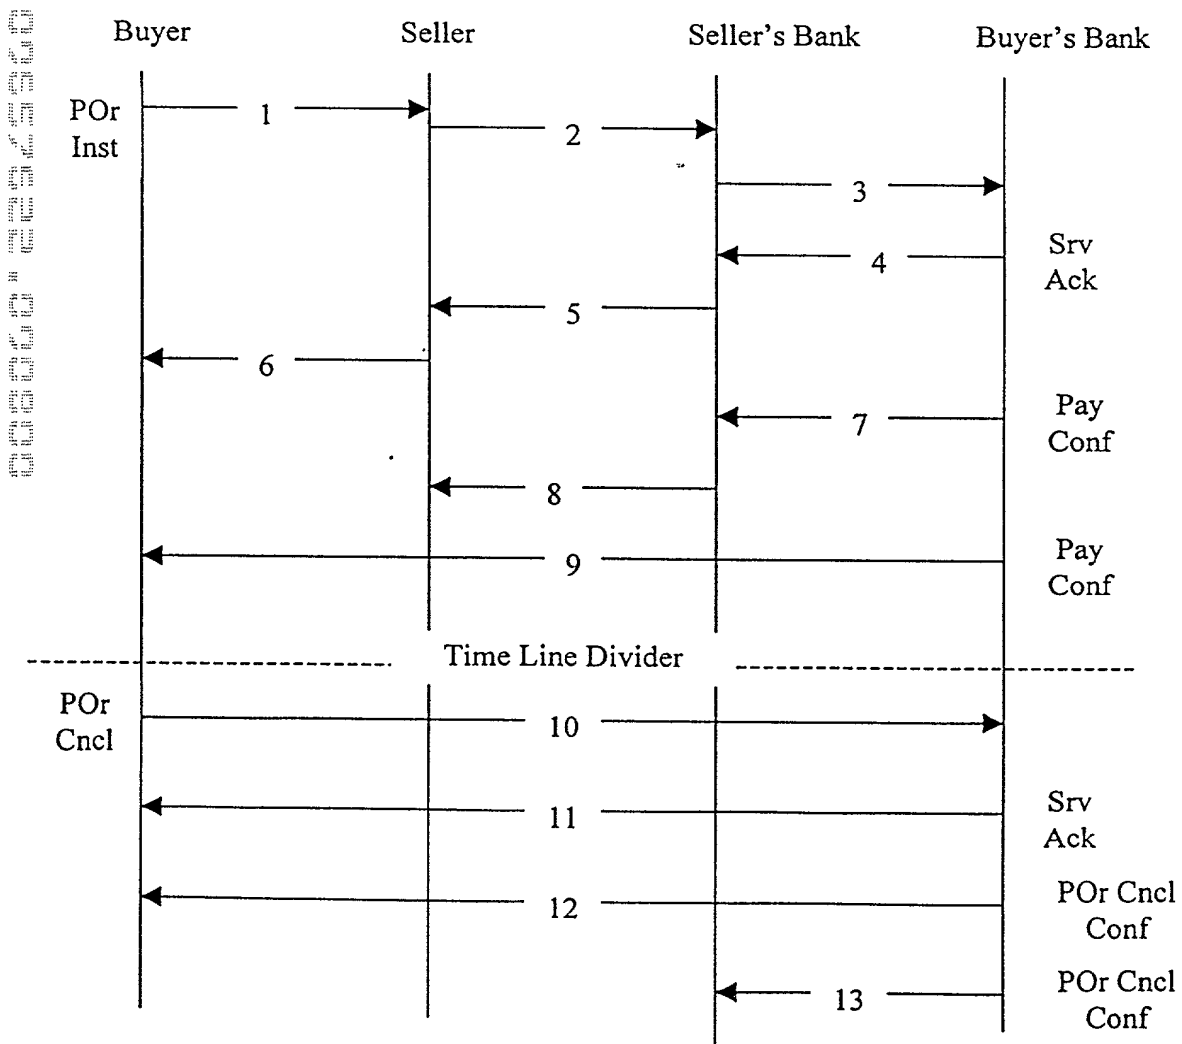 Buyer Seller Seller's Bank Buyer's Bank
POr
Inst
1
2
3
4
Srv
Ack
5
6
7
Pay
Conf
8
9
Pay
Conf
Time Line Divider
POr
Cncl
10
11
Srv
Ack
12
POr Cncl
Conf
13
POr Cncl
Conf